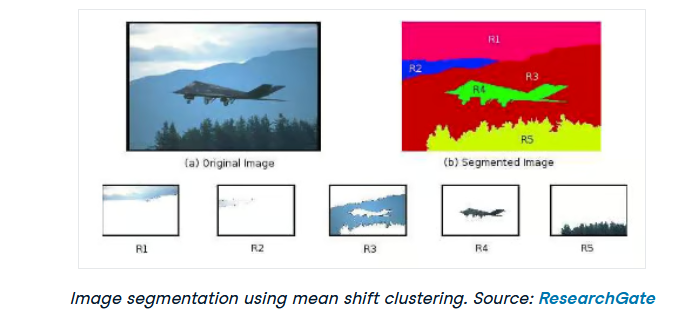 R1
R2
R3
R4
R5
(a) Original Image
(b) Segmented Image
R1 R2 R3 R4 R5
Image segmentation using mean shift clustering. Source: ResearchGate